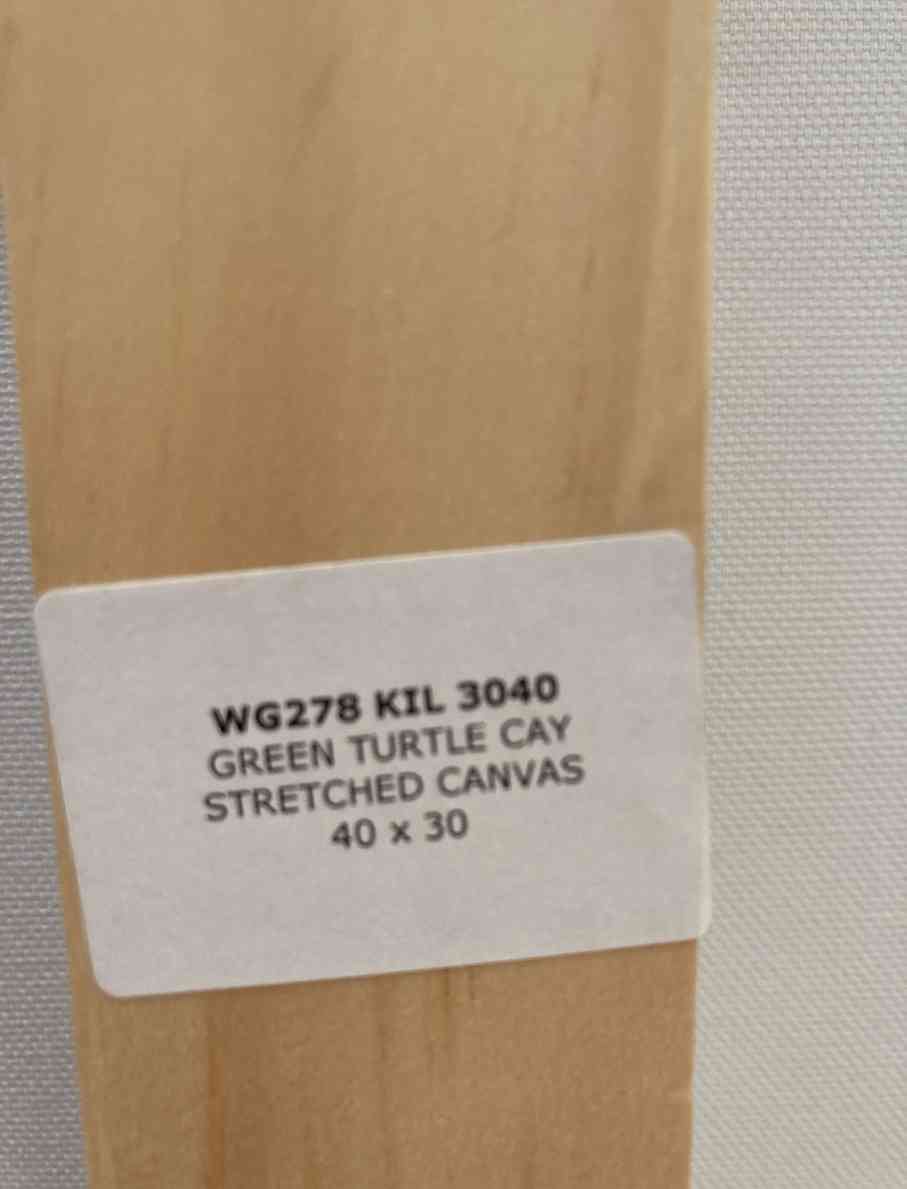 WG278 KIL 3040
GREEN TURTLE CAY
STRETCHED CANVAS
40 x 30